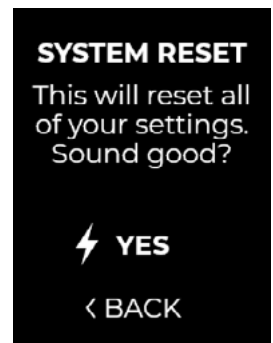 SYSTEM RESET
This will reset all
of your settings.
Sound good?
YES
< BACK